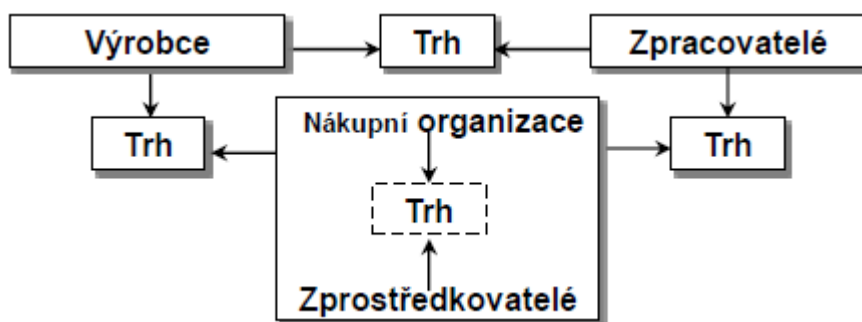 Výrobce
Trh
Zpracovatelé
Trh
Nákupní organizace
Trh
Trh
Zprostředkovatelé